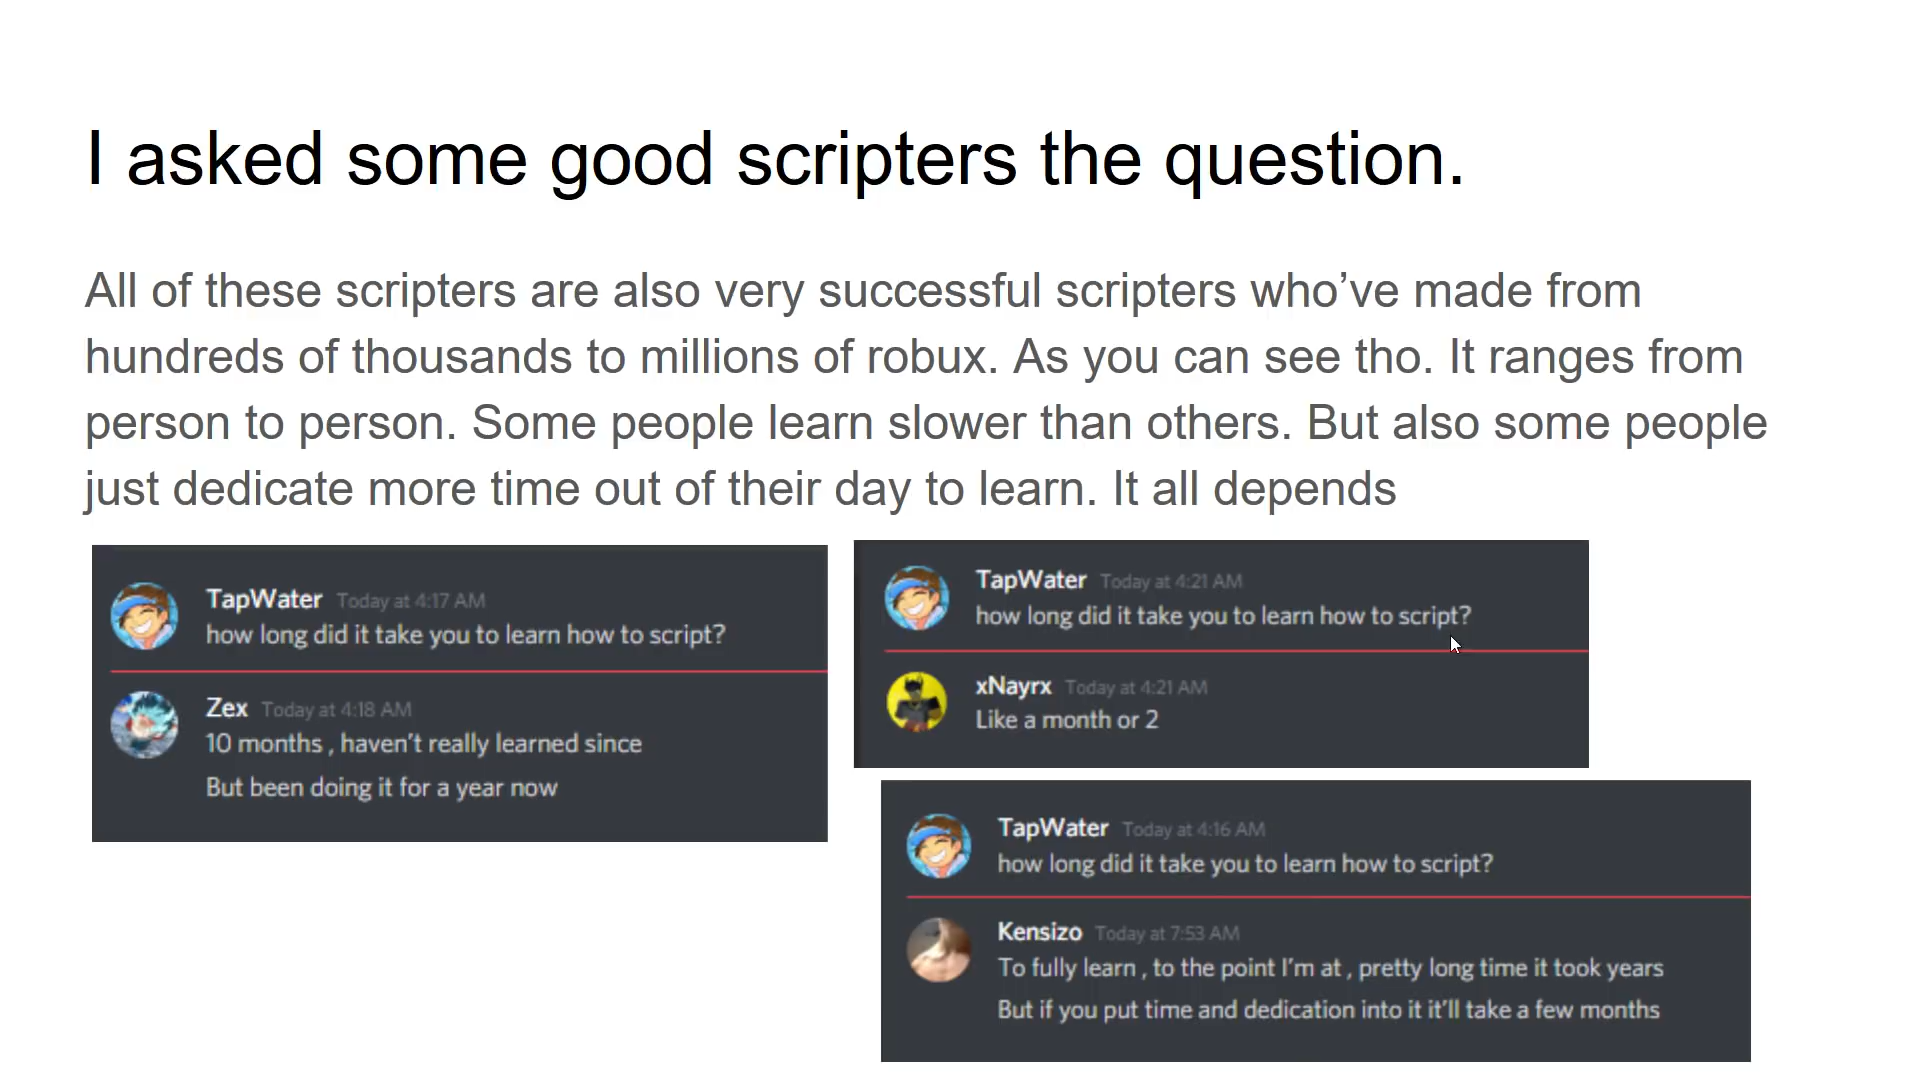 I asked some good scripters the question.
All of these scripters are also very successful scripters who’ve made from
hundreds of thousands to millions of robux. As you can see tho. It ranges from
person to person. Some people learn slower than others. But also some people
just dedicate more time out of their day to learn. It all depends
TapWater Today at 4:17 AM
how long did it take you to learn how to script?
Zex Today at 4:18 AM
10 months , haven’t really learned since
But been doing it for a year now
TapWater Today at 4:21 AM
how long did it take you to learn how to script?
xNayrx Today at 4:21 AM
Like a month or 2
TapWater Today at 4:16 AM
how long did it take you to learn how to script?
Kensizo Today at 7:53 AM
To fully learn , to the point I’m at , pretty long time it took years
But if you put time and dedication into it it’ll take a few months